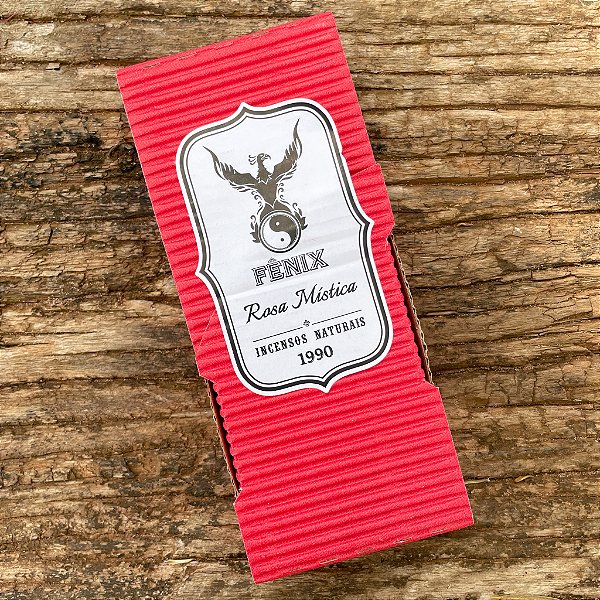 FÊNIX
Rosa Mística
INCENSOS NATURAIS
1990